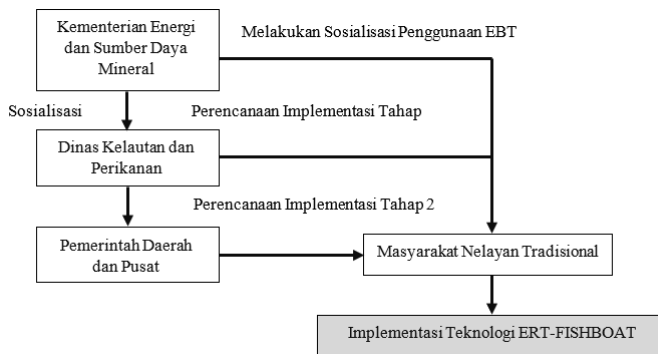 Kementerian Energi
dan Sumber Daya
Mineral
Melakukan Sosialisasi Penggunaan EBT
Sosialisasi
Perencanaan Implementasi Tahap
Dinas Kelautan dan
Perikanan
Perencanaan Implementasi Tahap 2
Pemerintah Daerah
dan Pusat
Masyarakat Nelayan Tradisional
Implementasi Teknologi ERT-FISHBOAT